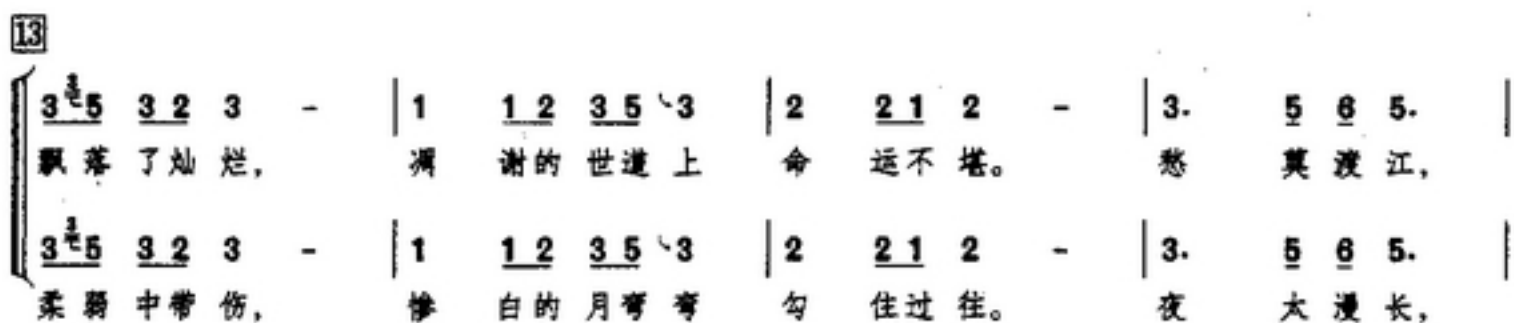 13
3 3 5 3 2 3 - | 1 1 2 3 5 3 | 2 2 1 2 - | 3. 5 6 5. |
飘落了灿烂, 凋谢的世道上命运不堪。 愁莫渡江,
3 3 5 3 2 3 - | 1 1 2 3 5 3 | 2 2 1 2 - | 3. 5 6 5. |
柔弱中带伤, 惨白的月弯弯勾住过往。 夜太漫长,